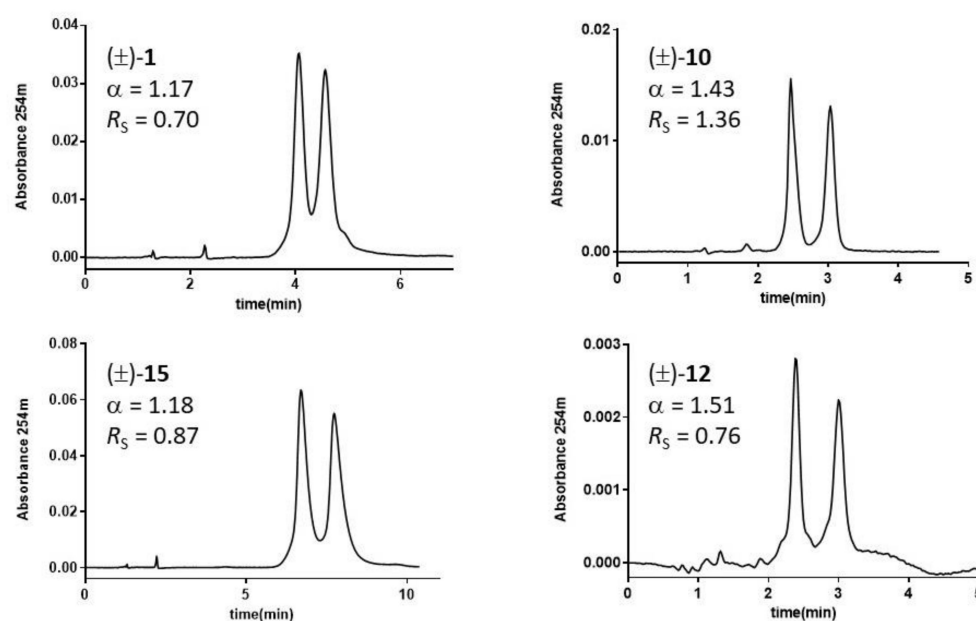 0.04
0.03
0.02
0.01
0.00
Absorbance 254m
(±)-1
α = 1.17
RS = 0.70
0 2 4 6
time(min)
0.02
0.01
0.00
Absorbance 254m
(±)-10
α = 1.43
RS = 1.36
0 1 2 3 4 5
time(min)
0.08
0.06
0.04
0.02
0.00
Absorbance 254m
(±)-15
α = 1.18
RS = 0.87
5 10
time(min)
0.003
0.002
0.001
0.000
Absorbance 254m
(±)-12
α = 1.51
RS = 0.76
0 1 2 3 4 5
time(min)